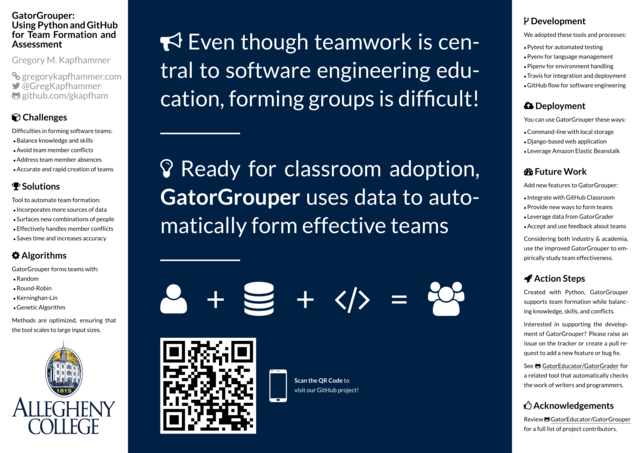 GatorGrouper:
Using Python and GitHub
for Team Formation and
Assessment
Gregory M. Kapfhammer
gregorykapfhammer.com
@GregKapfhammer
github.com/gkapfham
Challenges
Difficulties in forming software teams:
• Balance knowledge and skills
• Avoid team member conflicts
• Address team member absences
• Accurate and rapid creation of teams
Solutions
Tool to automate team formation:
• Incorporates more sources of data
• Surfaces new combinations of people
• Effectively handles member conflicts
• Saves time and increases accuracy
Algorithms
GatorGrouper forms teams with:
• Random
• Round-Robin
• Kerninghan-Lin
• Genetic Algorithm
Methods are optimized, ensuring that
the tool scales to large input sizes.
1815
ALLEGHENY
COLLEGE
Even though teamwork is cen-
tral to software engineering edu-
cation, forming groups is difficult!
Ready for classroom adoption,
GatorGrouper uses data to auto-
matically form effective teams
+ + </> =
Scan the QR Code to
visit our GitHub project!
Development
We adopted these tools and processes:
• Pytest for automated testing
• Pyenv for language management
• Pipenv for environment handling
• Travis for integration and deployment
• GitHub flow for software engineering
Deployment
You can use GatorGrouper these ways:
• Command-line with local storage
• Django-based web application
• Leverage Amazon Elastic Beanstalk
Future Work
Add new features to GatorGrouper:
• Integrate with GitHub Classroom
• Provide new ways to form teams
• Leverage data from GatorGrader
• Accept and use feedback about teams
Considering both industry & academia,
use the improved GatorGrouper to em-
pirically study team effectiveness.
Action Steps
Created with Python, GatorGrouper
supports team formation while balanc-
ing knowledge, skills, and conflicts.
Interested in supporting the develop-
ment of GatorGrouper? Please raise an
issue on the tracker or create a pull re-
quest to add a new feature or bug fix.
See GatorEducator/GatorGrader for
a related tool that automatically checks
the work of writers and programmers.
Acknowledgements
Review GatorEducator/GatorGrouper
for a full list of project contributors.